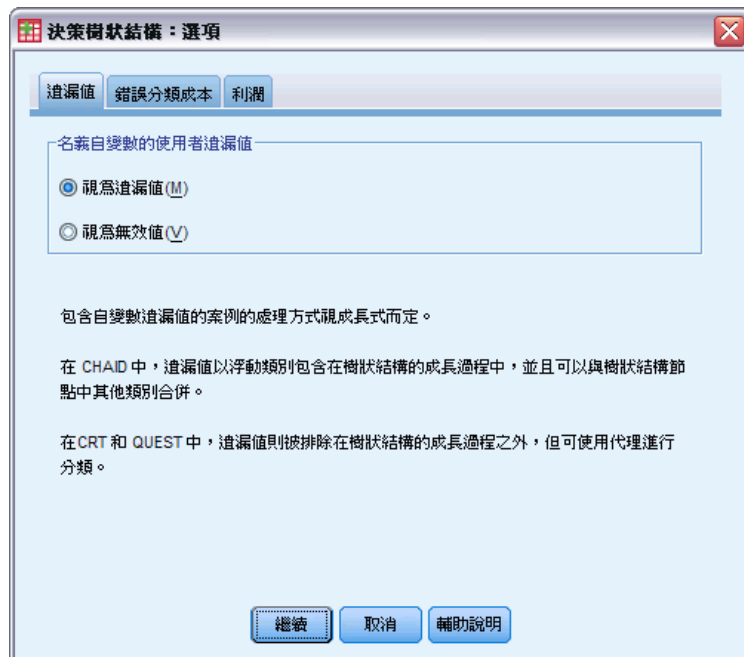 決策樹狀結構：選項
遺漏值 錯誤分類成本 利潤
名義自變數的使用者遺漏值
視為遺漏值(M)
視為無效值(V)
包含自變數遺漏值的案例的處理方式視成長式而定。
在 CHAID 中，遺漏值以浮動類別包含在樹狀結構的成長過程中，並且可以與樹狀結構節
點中其他類別合併。
在CRT 和 QUEST 中，遺漏值則被排除在樹狀結構的成長過程之外，但可使用代理進行
分類。
繼續 取消 輔助說明